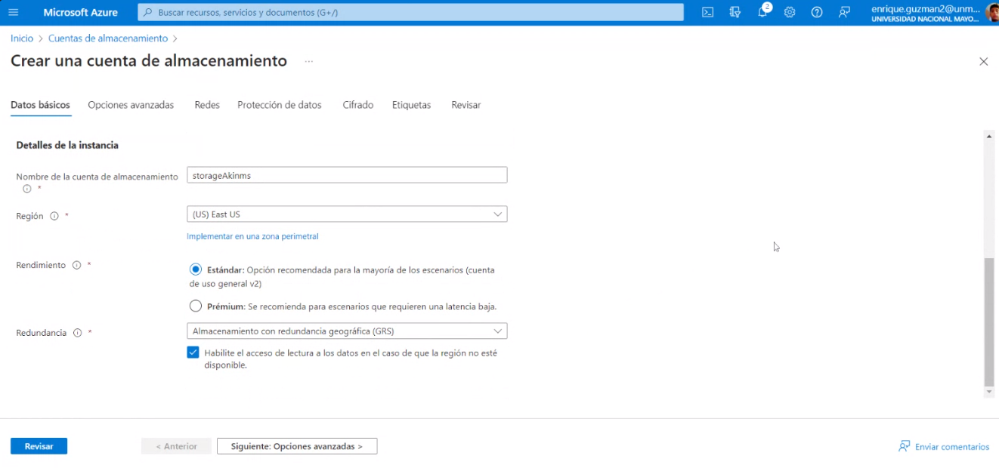 Microsoft Azure
Buscar recursos, servicios y documentos (G+/)
2
enrique.guzman2@unm...
UNIVERSIDAD NACIONAL MAYO...
Inicio > Cuentas de almacenamiento >
Crear una cuenta de almacenamiento ...
Datos básicos Opciones avanzadas Redes Protección de datos Cifrado Etiquetas Revisar
Detalles de la instancia
Nombre de la cuenta de almacenamiento storageAkinms
*
Región * (US) East US
Implementar en una zona perimetral
Rendimiento *
Estándar: Opción recomendada para la mayoría de los escenarios (cuenta
de uso general v2)
Prémium: Se recomienda para escenarios que requieren una latencia baja.
Redundancia * Almacenamiento con redundancia geográfica (GRS)
Habilite el acceso de lectura a los datos en el caso de que la región no esté
disponible.
Revisar < Anterior Siguiente: Opciones avanzadas > Enviar comentarios